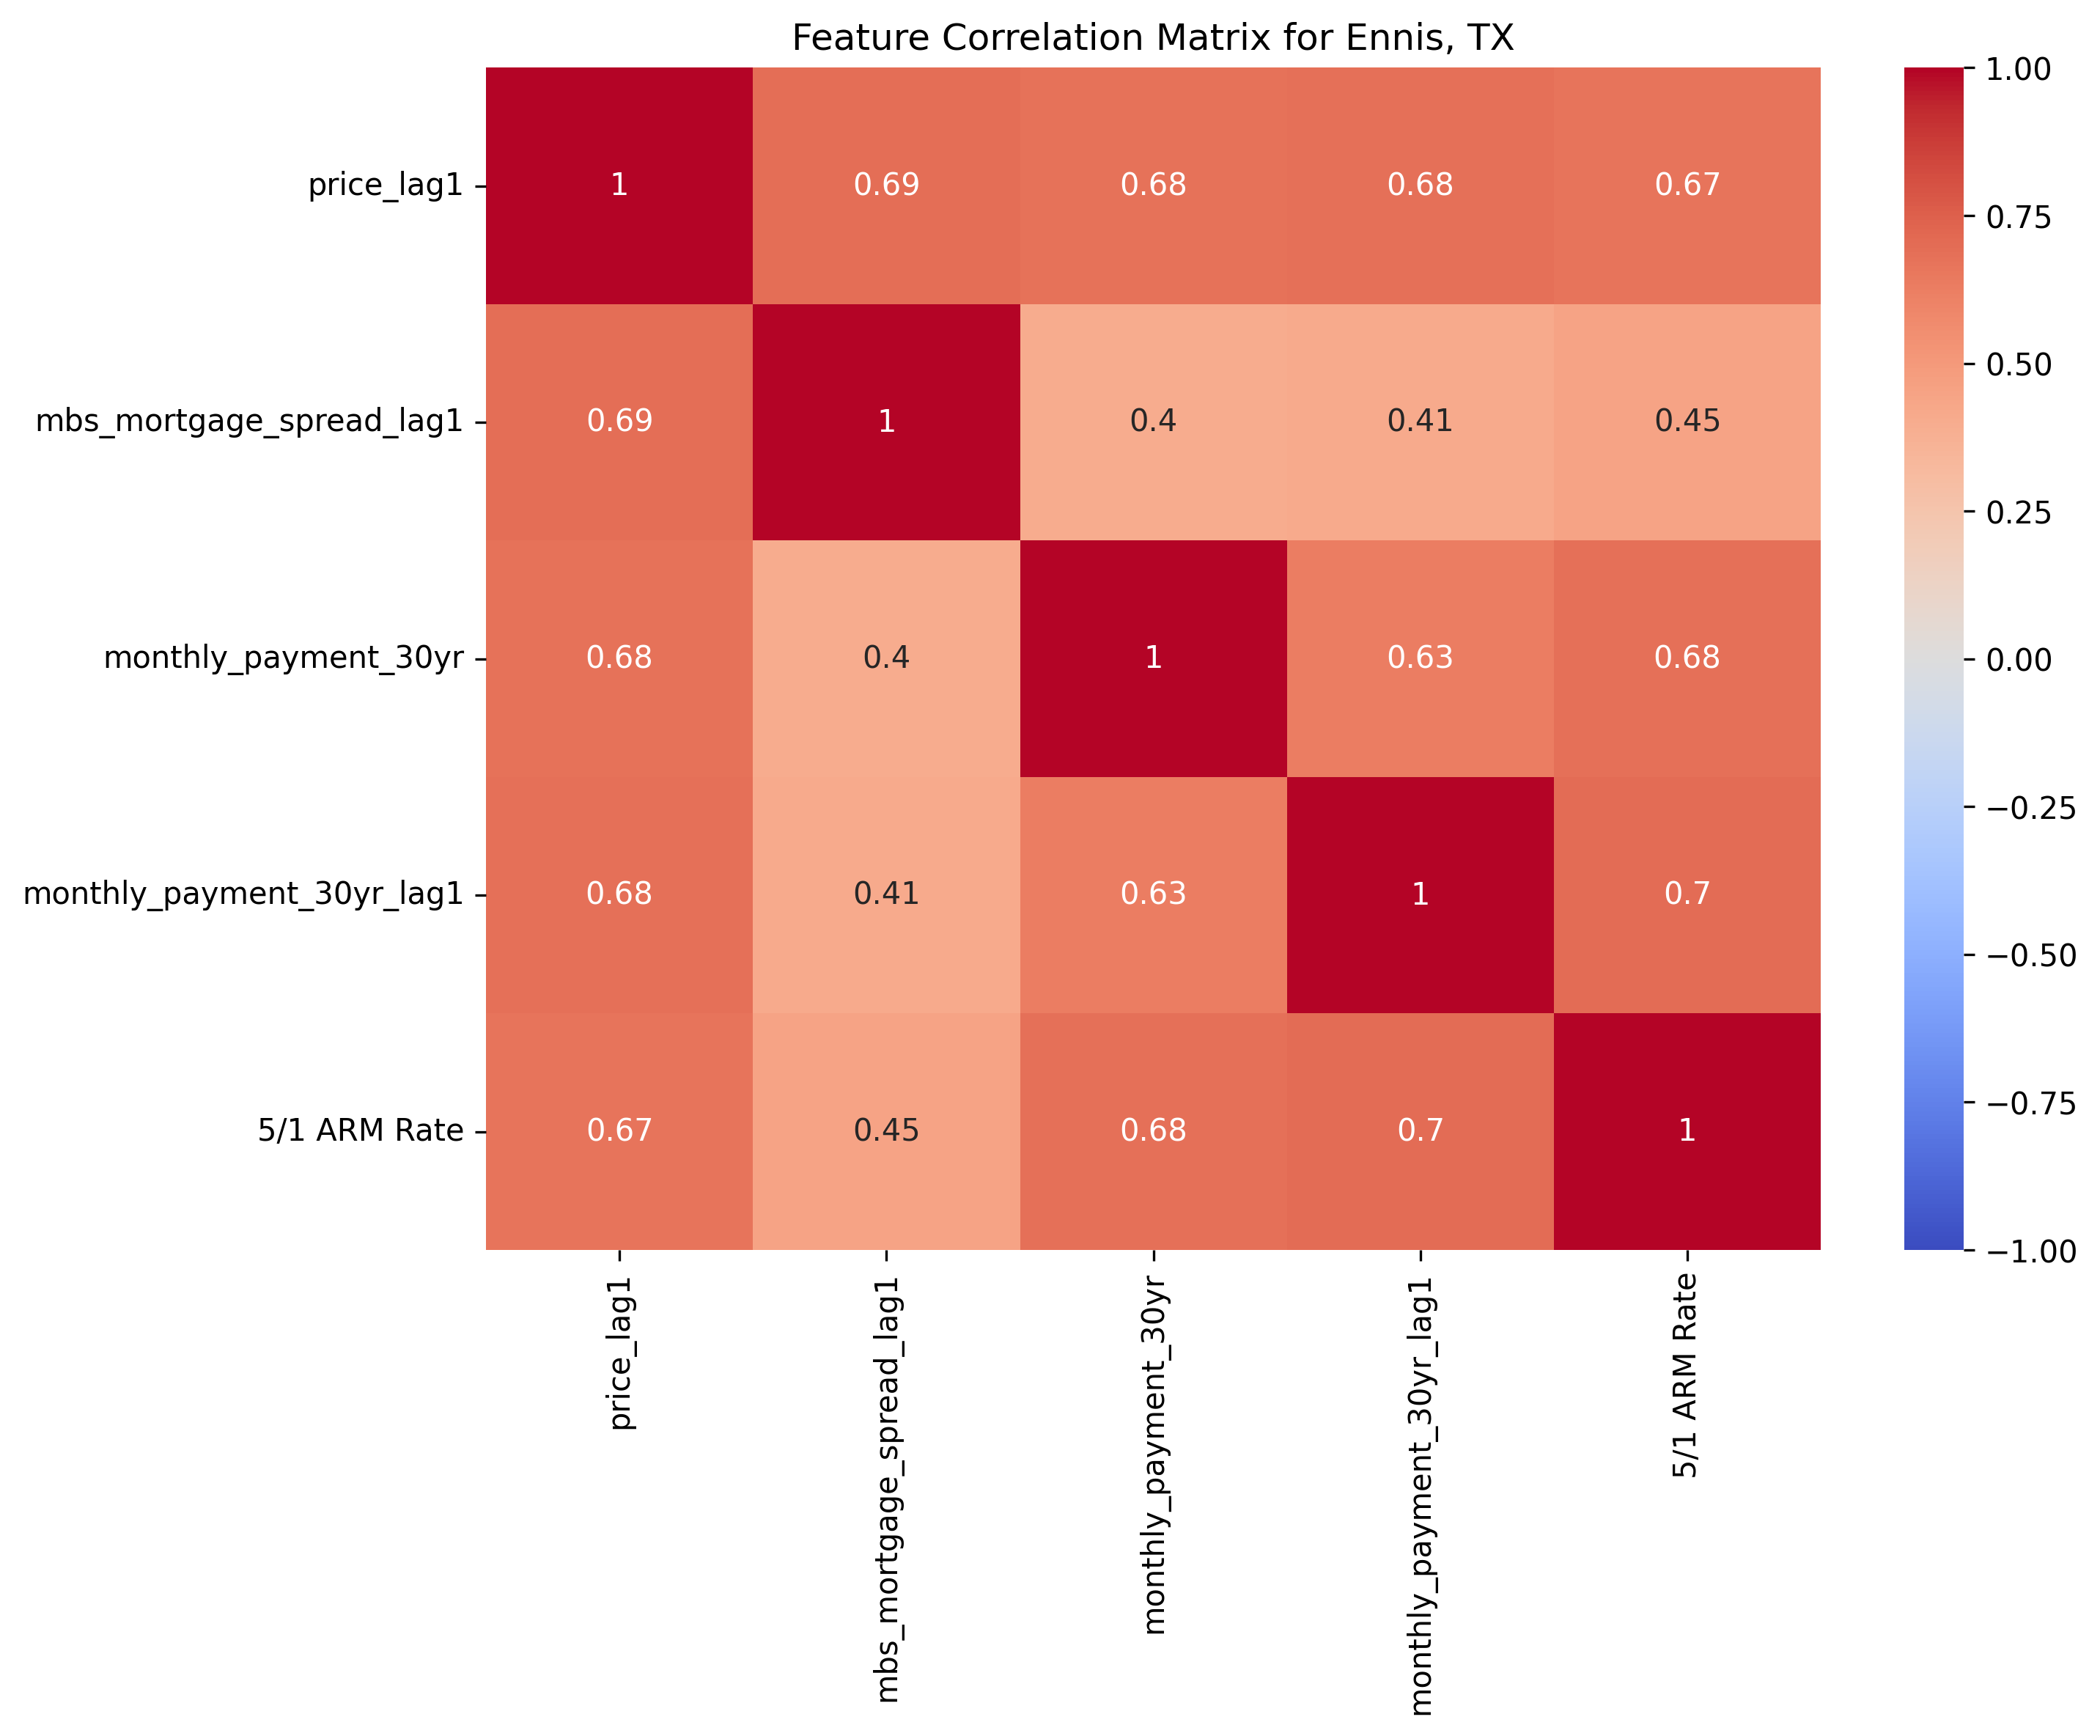 Feature Correlation Matrix for Ennis, TX
price_lag1 1 0.69 0.68 0.68 0.67
mbs_mortgage_spread_lag1 0.69 1 0.4 0.41 0.45
monthly_payment_30yr 0.68 0.4 1 0.63 0.68
monthly_payment_30yr_lag1 0.68 0.41 0.63 1 0.7
5/1 ARM Rate 0.67 0.45 0.68 0.7 1
price_lag1
mbs_mortgage_spread_lag1
monthly_payment_30yr
monthly_payment_30yr_lag1
5/1 ARM Rate
1.00
0.75
0.50
0.25
0.00
−0.25
−0.50
−0.75
−1.00